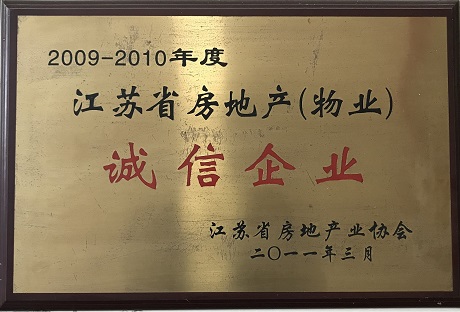 2009-2010年度
江苏省房地产(物业)
诚信企业
江苏省房地产业协会
二〇一一年三月